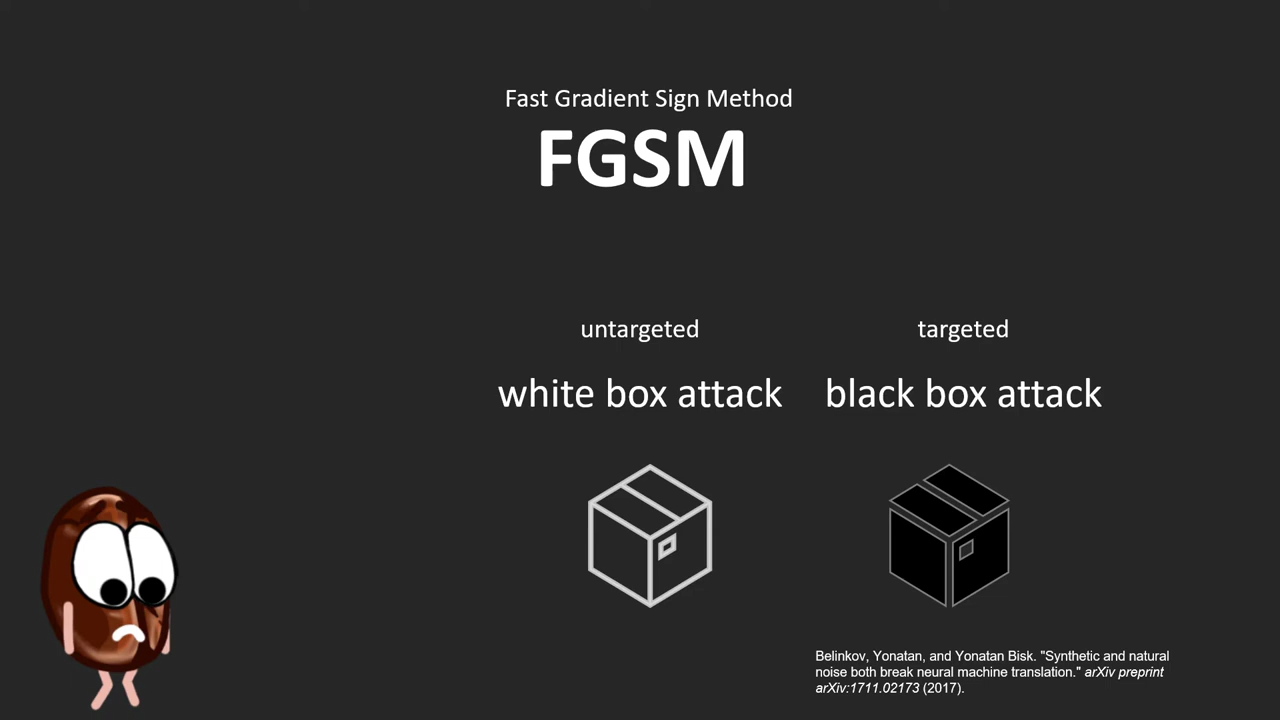 Fast Gradient Sign Method
FGSM
untargeted
targeted
white box attack
black box attack
Belinkov, Yonatan, and Yonatan Bisk. "Synthetic and natural
noise both break neural machine translation." arXiv preprint
arXiv:1711.02173 (2017).